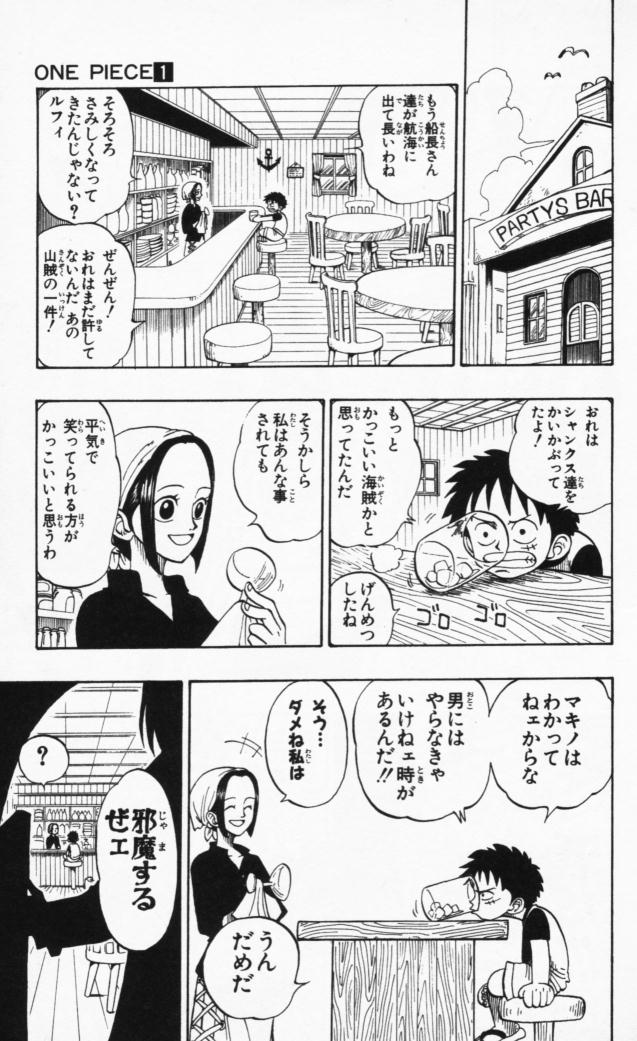 ONE PIECE 1
PARTYS BAR
もう船長さん
達が航海に
出て長いわね
そろそろ
さみしくなって
きたんじゃない?
ルフィ
ぜんぜん!
おれはまだ許して
ないんだ あの
山賊の一件!
おれは
シャンクス達を
かいかぶって
たよ!
もっと
かっこいい海賊かと
思ってたんだ
げんめつ
したね
ゴロ ゴロ
そうかしら
私はあんな事
されても
平気で
笑ってられる方が
かっこいいと思うわ
マキノは
わかって
ねェからな
男には
やらなきゃ
いけねェ時が
あるんだ!!
そう…
ダメね私は
うん
だめだ
邪魔する
ぜェ
?